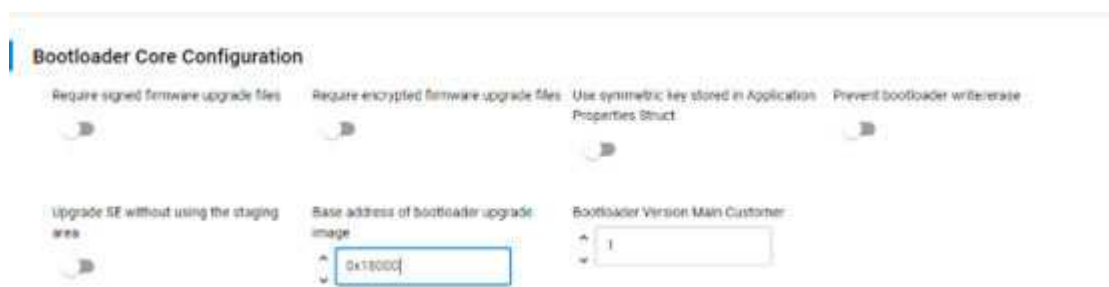 Bootloader Core Configuration
Require signed firmware upgrade files
Require encrypted firmware upgrade files
Use symmetric key stored in Application
Properties Struct
Prevent bootloader write/erase
Upgrade SE without using the staging
area
Base address of bootloader upgrade
image
0x18000
Bootloader Version Main Customer
1